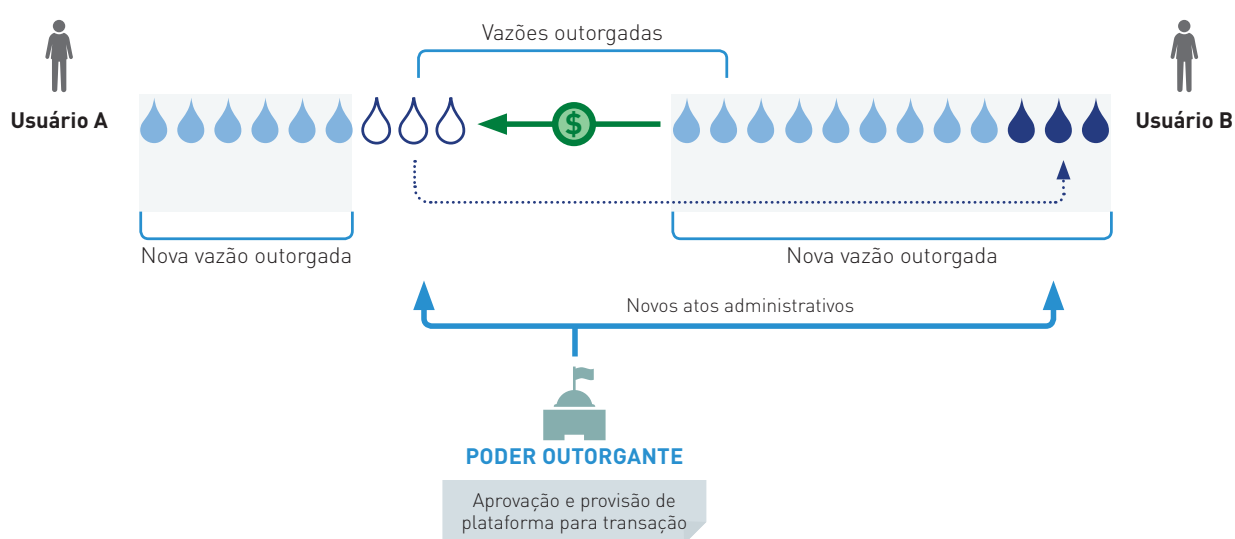 Vazões outorgadas
Usuário A
$
Usuário B
Nova vazão outorgada
Nova vazão outorgada
Novos atos administrativos
PODER OUTORGANTE
Aprovação e provisão de
plataforma para transação